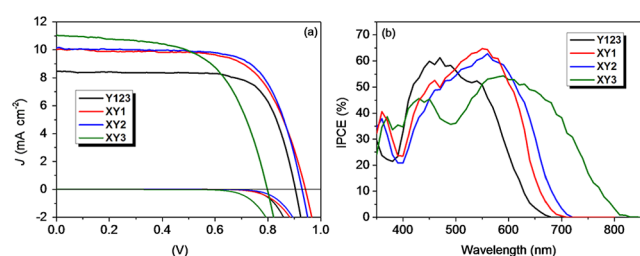 (a)
12
10
8
6
4
2
0
-2
J (mA cm⁻²)
Y123
XY1
XY2
XY3
0.0 0.2 0.4 0.6 0.8 1.0
(V)
(b)
80
70
60
50
40
30
20
10
0
IPCE (%)
Y123
XY1
XY2
XY3
400 500 600 700 800
Wavelength (nm)